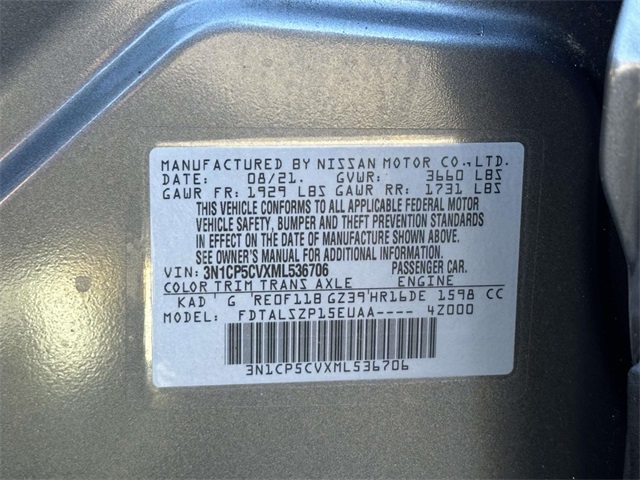 MANUFACTURED BY NISSAN MOTOR CO.,LTD.
DATE: 08/21. GVWR: 3660 LBS
GAWR FR: 1929 LBS GAWR RR: 1731 LBS
THIS VEHICLE CONFORMS TO ALL APPLICABLE FEDERAL MOTOR
VEHICLE SAFETY, BUMPER AND THEFT PREVENTION STANDARDS
IN EFFECT ON THE DATE OF MANUFACTURE SHOWN ABOVE.
SEE OWNER'S MANUAL FOR ADDITIONAL INFORMATION.
VIN: 3N1CP5CVXML536706 PASSENGER CAR.
COLOR TRIM TRANS AXLE ENGINE
KAD ' G 'RE0F11B GZ39'HR16DE 1598 CC
MODEL: FDTALSZP15EUAA---- 4Z000
3N1CP5CVXML536706